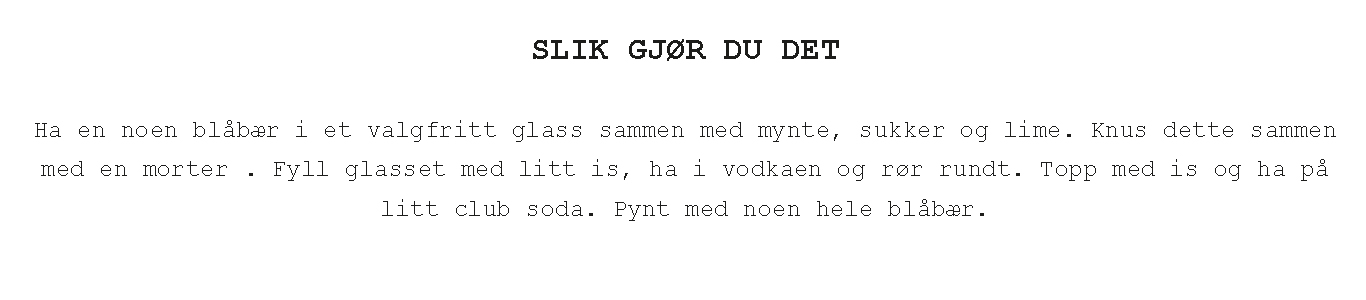 SLIK GJØR DU DET
Ha en noen blåbær i et valgfritt glass sammen med mynte, sukker og lime. Knus dette sammen
med en morter . Fyll glasset med litt is, ha i vodkaen og rør rundt. Topp med is og ha på
litt club soda. Pynt med noen hele blåbær.